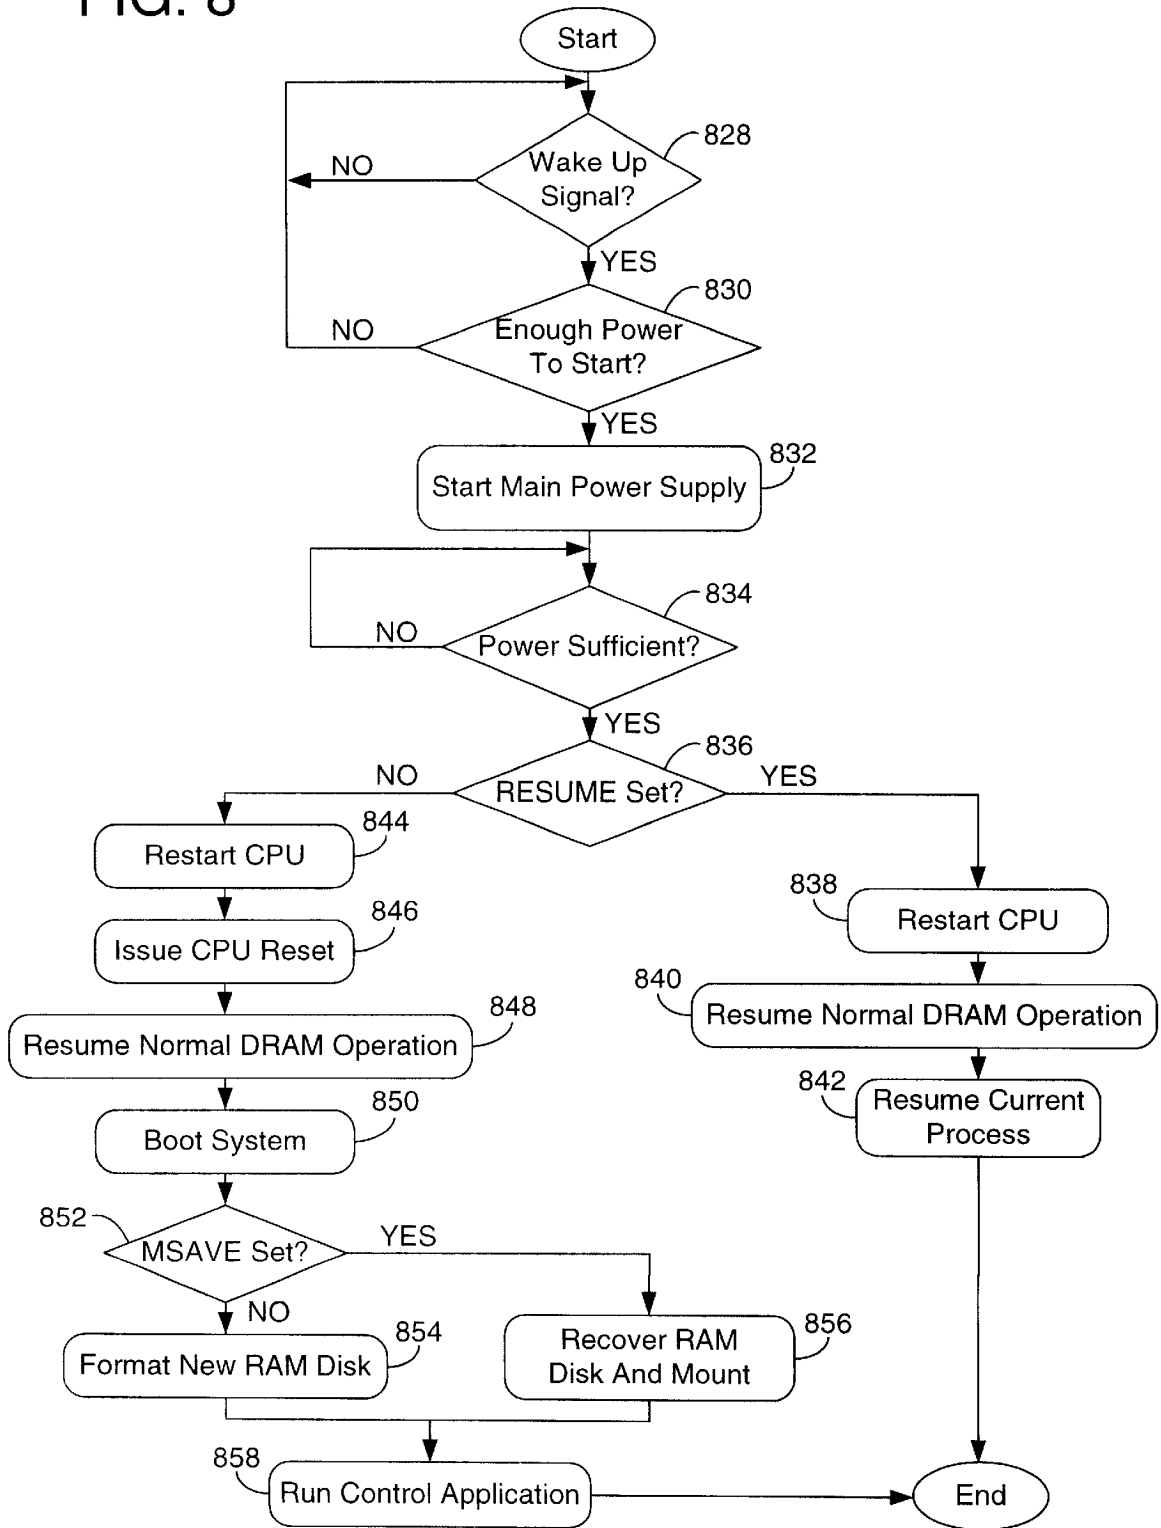 FIG. 8
Start
828
Wake Up
Signal?
NO
YES
830
Enough Power
To Start?
NO
YES
832
Start Main Power Supply
834
Power Sufficient?
NO
YES
836
RESUME Set?
NO
YES
844
Restart CPU
838
Restart CPU
846
Issue CPU Reset
840
Resume Normal DRAM Operation
848
Resume Normal DRAM Operation
842
Resume Current
Process
850
Boot System
852
MSAVE Set?
YES
NO
854
Format New RAM Disk
856
Recover RAM
Disk And Mount
858
Run Control Application
End